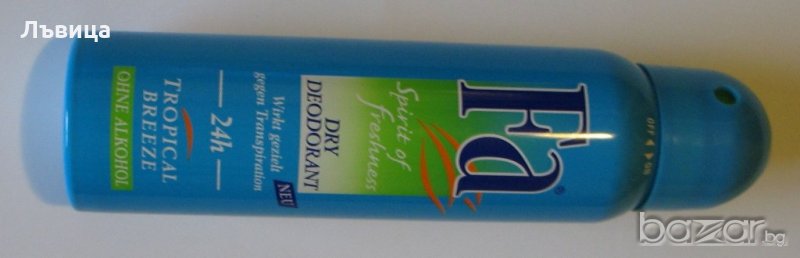 Лъвица
Fa®
Spirit of
freshness
DRY
DEODORANT
NEU
Wirkt gezielt
gegen Transpiration
24h
TROPICAL
BREEZE
OHNE ALKOHOL
OFF ON
bazar.bg